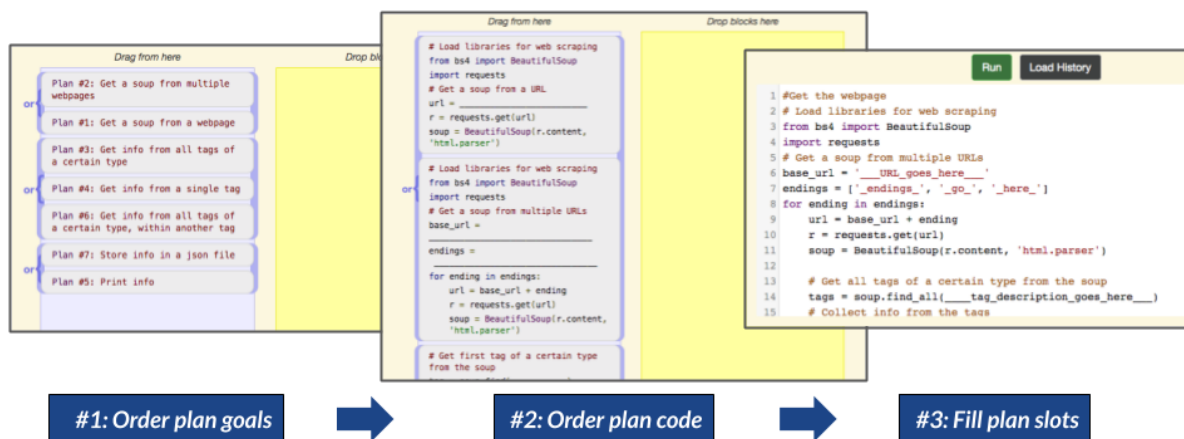 Drag from here
Drop blo
Plan #2: Get a soup from multiple
webpages
or
Plan #1: Get a soup from a webpage
Plan #3: Get info from all tags of
a certain type
or
Plan #4: Get info from a single tag
Plan #6: Get info from all tags of
a certain type, within another tag
Plan #7: Store info in a json file
or
Plan #5: Print info
Drag from here
Drop blocks here
# Load libraries for web scraping
from bs4 import BeautifulSoup
import requests
# Get a soup from a URL
url = ____________________
r = requests.get(url)
soup = BeautifulSoup(r.content,
'html.parser')
or
# Load libraries for web scraping
from bs4 import BeautifulSoup
import requests
# Get a soup from multiple URLs
base_url =
____________________
endings =
____________________
for ending in endings:
url = base_url + ending
r = requests.get(url)
soup = BeautifulSoup(r.content,
'html.parser')
# Get first tag of a certain type
from the soup
Run
Load History
1 #Get the webpage
2 # Load libraries for web scraping
3 from bs4 import BeautifulSoup
4 import requests
5 # Get a soup from multiple URLs
6 base_url = '___URL_goes_here___'
7 endings = ['_endings_', '_go_', '_here_']
8 for ending in endings:
9 url = base_url + ending
10 r = requests.get(url)
11 soup = BeautifulSoup(r.content, 'html.parser')
12
13 # Get all tags of a certain type from the soup
14 tags = soup.find_all(____tag_description_goes_here___)
15 # Collect info from the tags
#1: Order plan goals
#2: Order plan code
#3: Fill plan slots